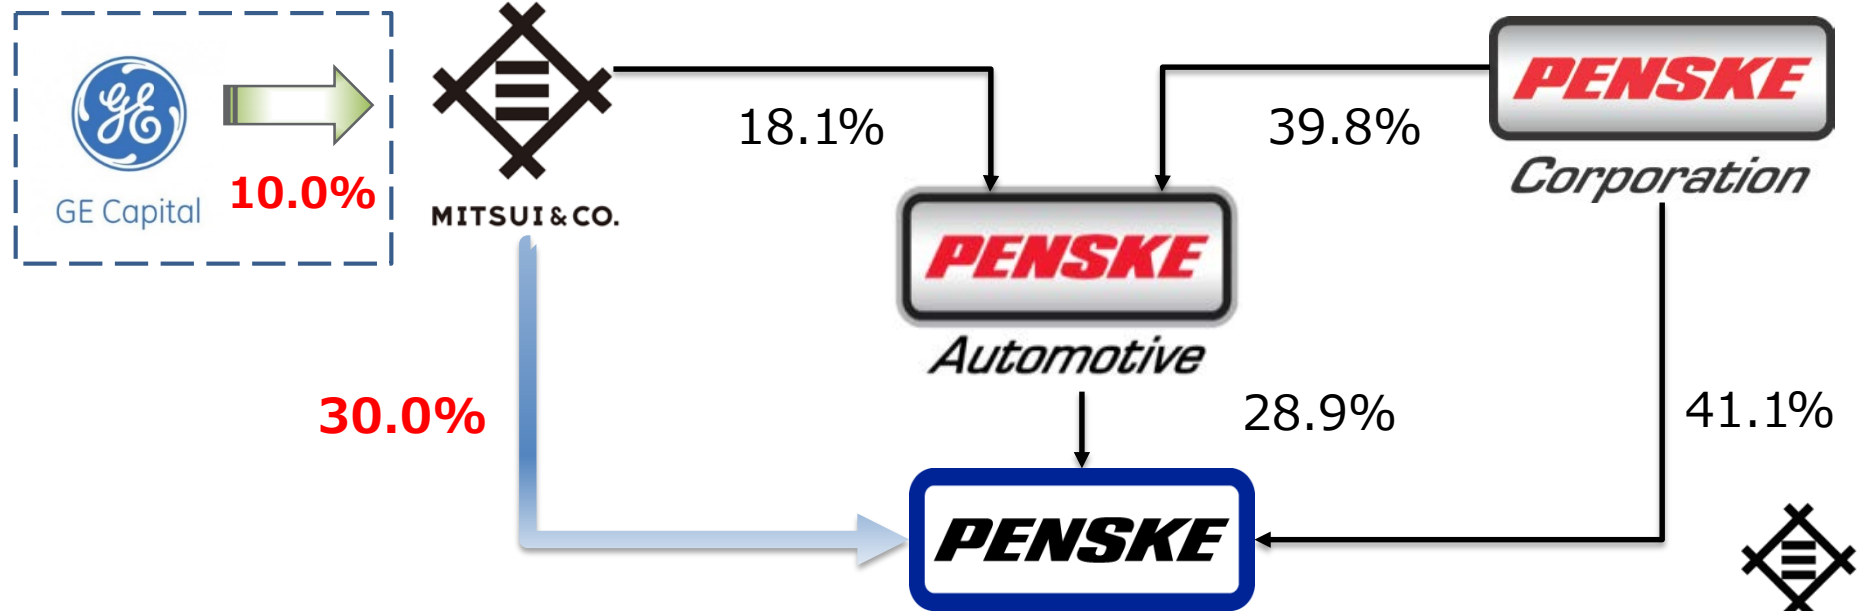 GE
GE Capital
10.0%
MITSUI & CO.
18.1%
39.8%
PENSKE
Corporation
PENSKE
Automotive
30.0%
28.9%
41.1%
PENSKE